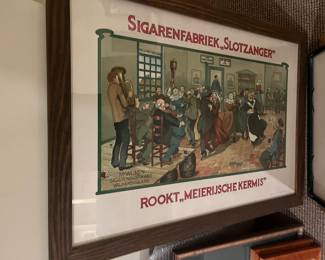 SIGARENFABRIEK „SLOTZANGER"
ROOKT „MEIERIJSCHE KERMIS"